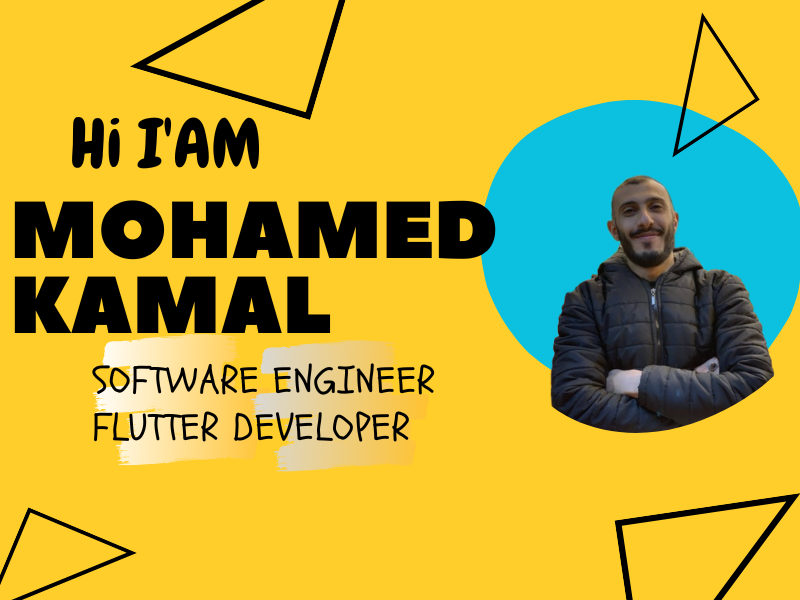 Hi I'AM
MOHAMED
KAMAL
SOFTWARE ENGINEER
FLUTTER DEVELOPER